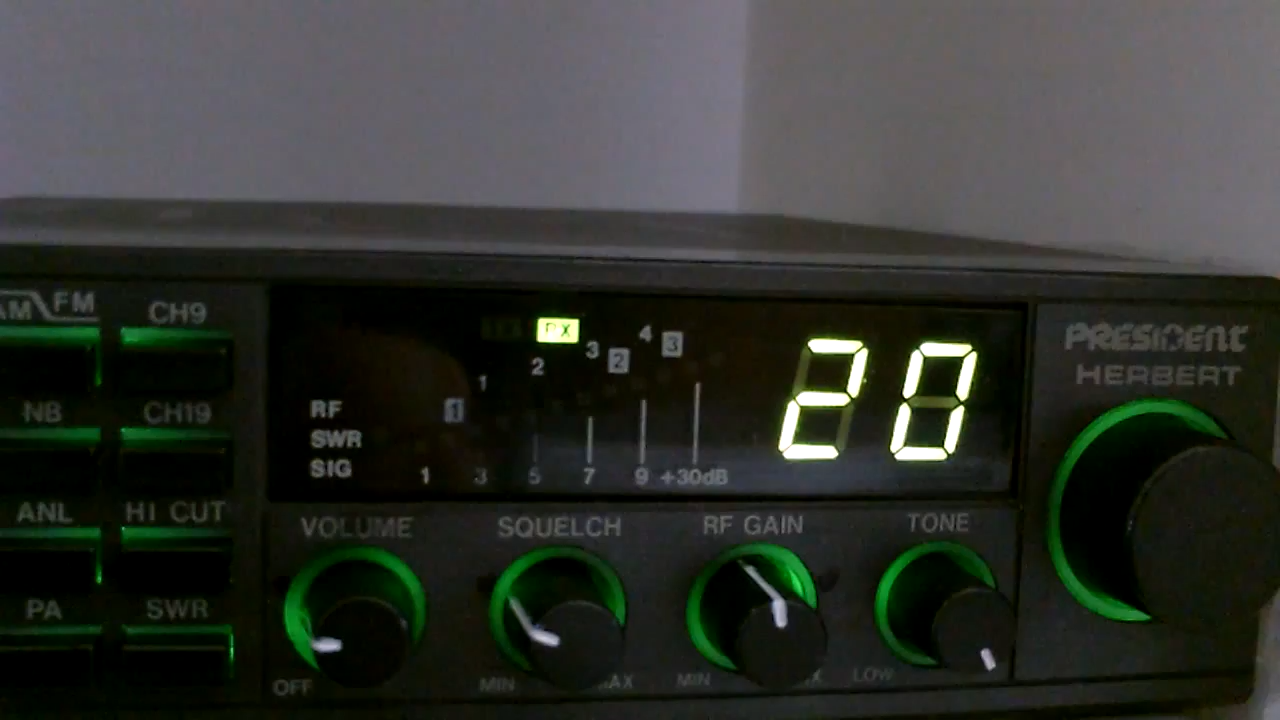 AM FM
CH9
NB
CH19
ANL
HI CUT
PA
SWR
RX
1 2 3 4
1 2 3
RF
SWR
SIG
1 3 5 7 9 +30dB
20
PRESIDENT
HERBERT
VOLUME
SQUELCH
RF GAIN
TONE
OFF
MIN
MIN
LOW